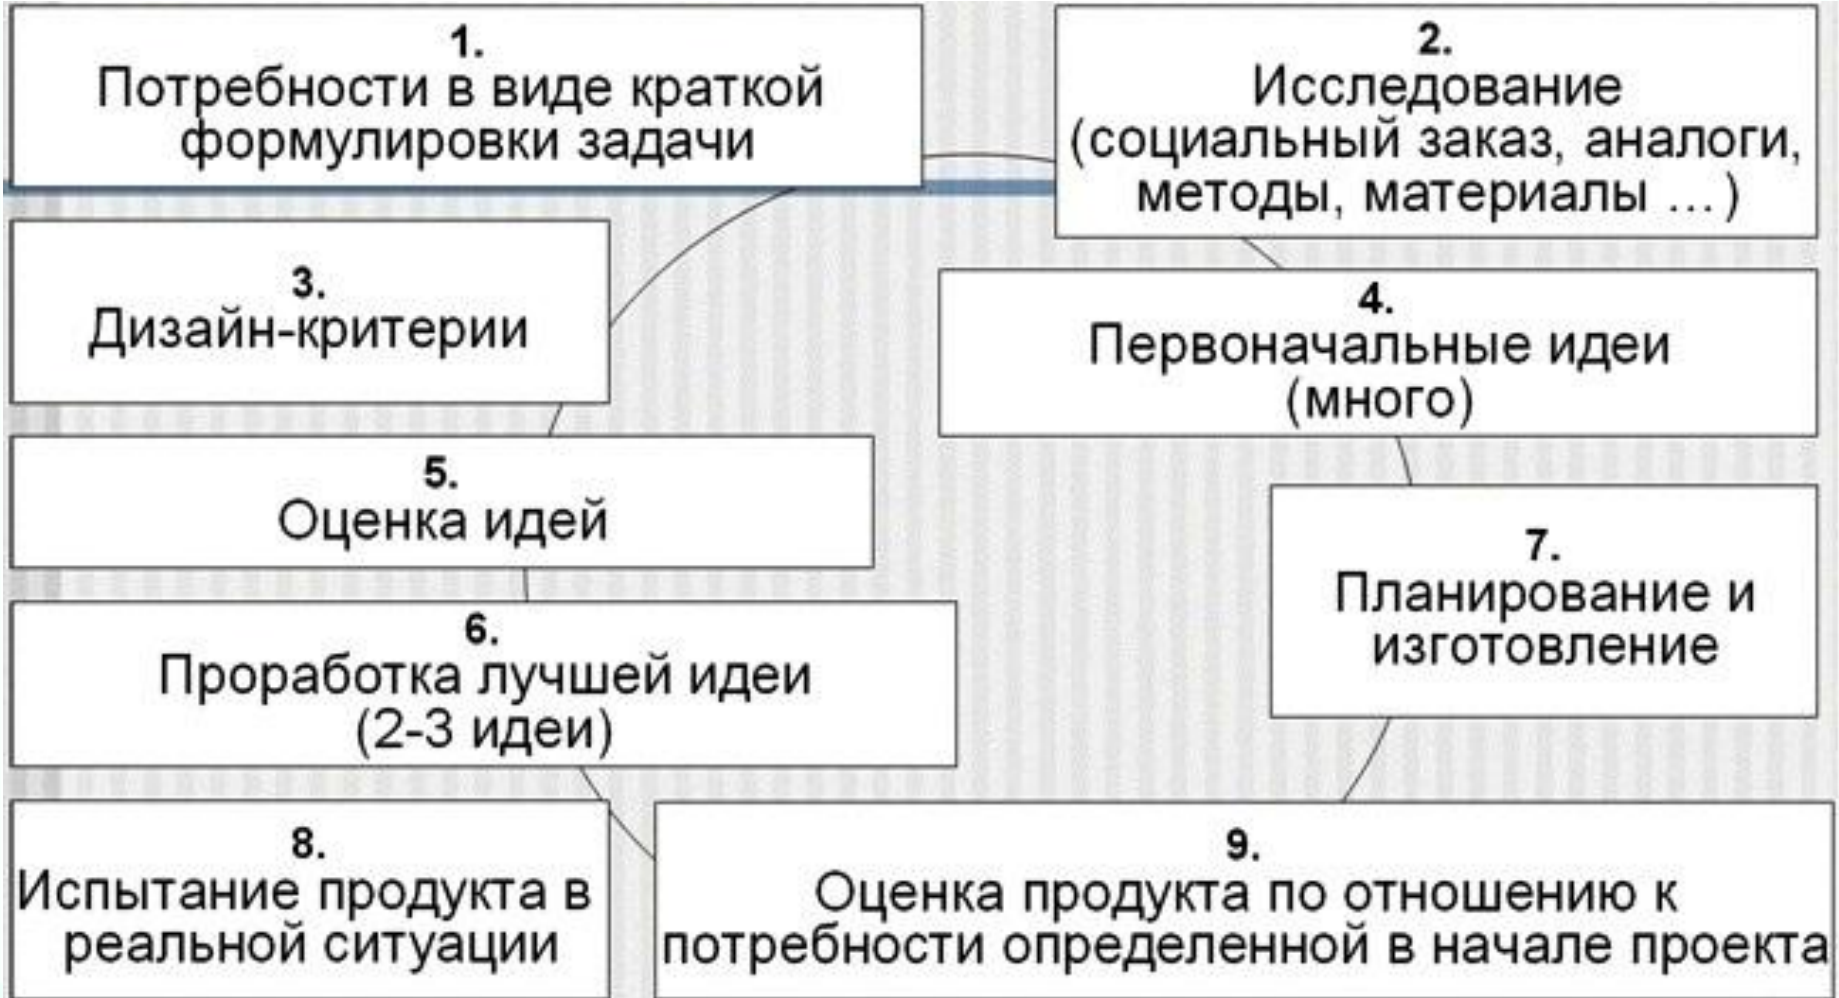 1.
Потребности в виде краткой
формулировки задачи
2.
Исследование
(социальный заказ, аналоги,
методы, материалы ...)
3.
Дизайн-критерии
4.
Первоначальные идеи
(много)
5.
Оценка идей
6.
Проработка лучшей идеи
(2-3 идеи)
7.
Планирование и
изготовление
8.
Испытание продукта в
реальной ситуации
9.
Оценка продукта по отношению к
потребности определенной в начале проекта